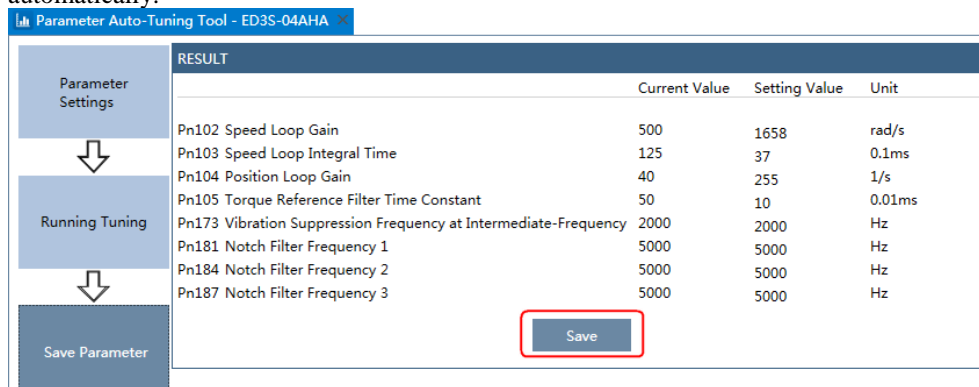 automatically.
Parameter Auto-Tuning Tool - ED3S-04AHA ×
RESULT
Parameter
Settings
Current Value Setting Value Unit
Pn102 Speed Loop Gain 500 1658 rad/s
Pn103 Speed Loop Integral Time 125 37 0.1ms
Pn104 Position Loop Gain 40 255 1/s
Pn105 Torque Reference Filter Time Constant 50 10 0.01ms
Running Tuning
Pn173 Vibration Suppression Frequency at Intermediate-Frequency 2000 2000 Hz
Pn181 Notch Filter Frequency 1 5000 5000 Hz
Pn184 Notch Filter Frequency 2 5000 5000 Hz
Pn187 Notch Filter Frequency 3 5000 5000 Hz
Save
Save Parameter